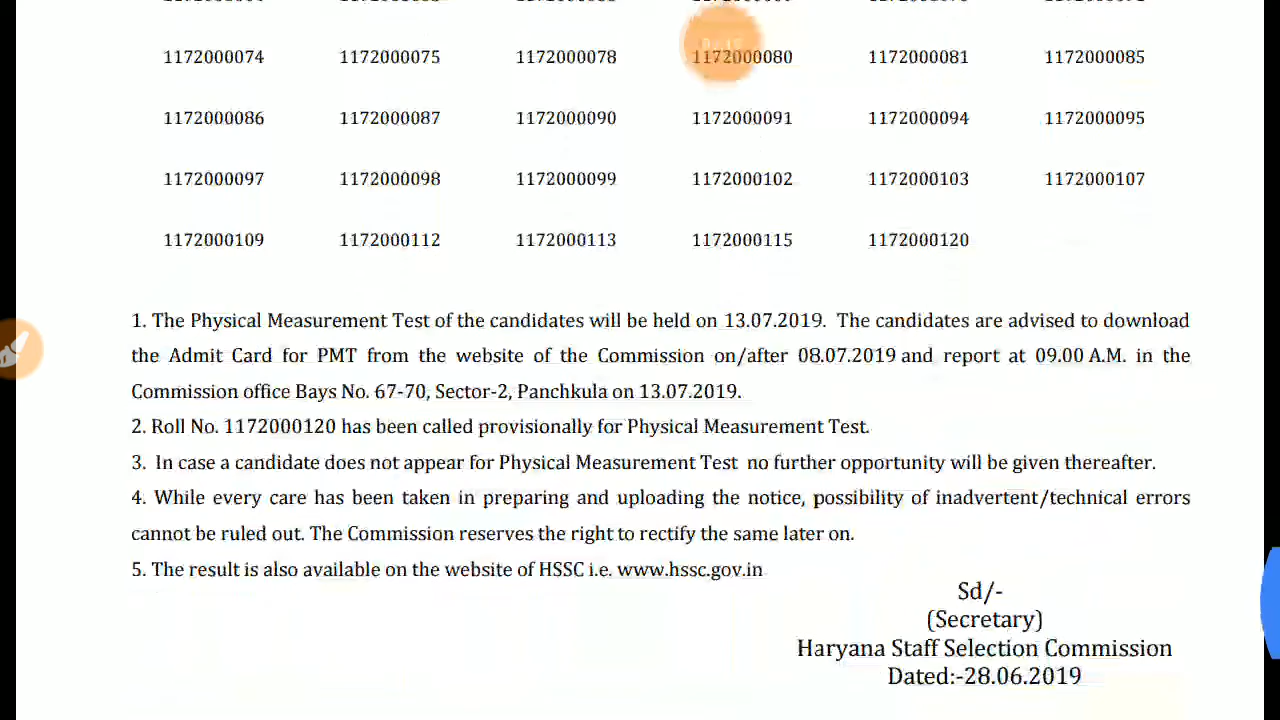 1172000074 1172000075 1172000078 1172000080 1172000081 1172000085
1172000086 1172000087 1172000090 1172000091 1172000094 1172000095
1172000097 1172000098 1172000099 1172000102 1172000103 1172000107
1172000109 1172000112 1172000113 1172000115 1172000120
1. The Physical Measurement Test of the candidates will be held on 13.07.2019. The candidates are advised to download
the Admit Card for PMT from the website of the Commission on/after 08.07.2019 and report at 09.00 A.M. in the
Commission office Bays No. 67-70, Sector-2, Panchkula on 13.07.2019.
2. Roll No. 1172000120 has been called provisionally for Physical Measurement Test.
3. In case a candidate does not appear for Physical Measurement Test no further opportunity will be given thereafter.
4. While every care has been taken in preparing and uploading the notice, possibility of inadvertent/technical errors
cannot be ruled out. The Commission reserves the right to rectify the same later on.
5. The result is also available on the website of HSSC i.e. www.hssc.gov.in
Sd/-
(Secretary)
Haryana Staff Selection Commission
Dated:-28.06.2019